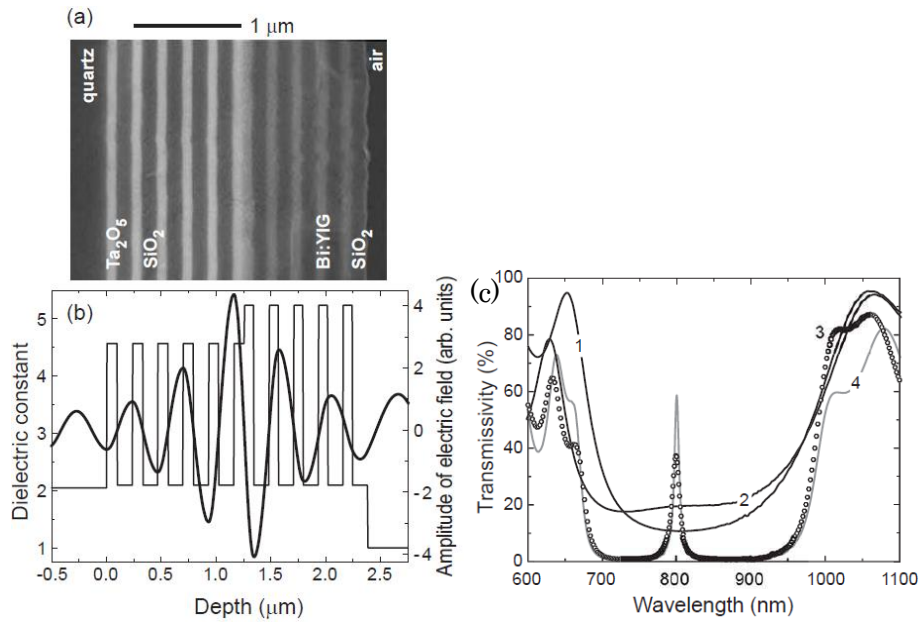 (a)
1 μm
quartz
Ta₂O₅
SiO₂
Bi:YIG
SiO₂
air
(b)
Dielectric constant
5
4
3
2
1
4
2
0
-2
-4
Amplitude of electric field (arb. units)
-0.5 0.0 0.5 1.0 1.5 2.0 2.5
Depth (μm)
(c)
Transmissivity (%)
100
80
60
40
20
0
1
2
3
4
600 700 800 900 1000 1100
Wavelength (nm)